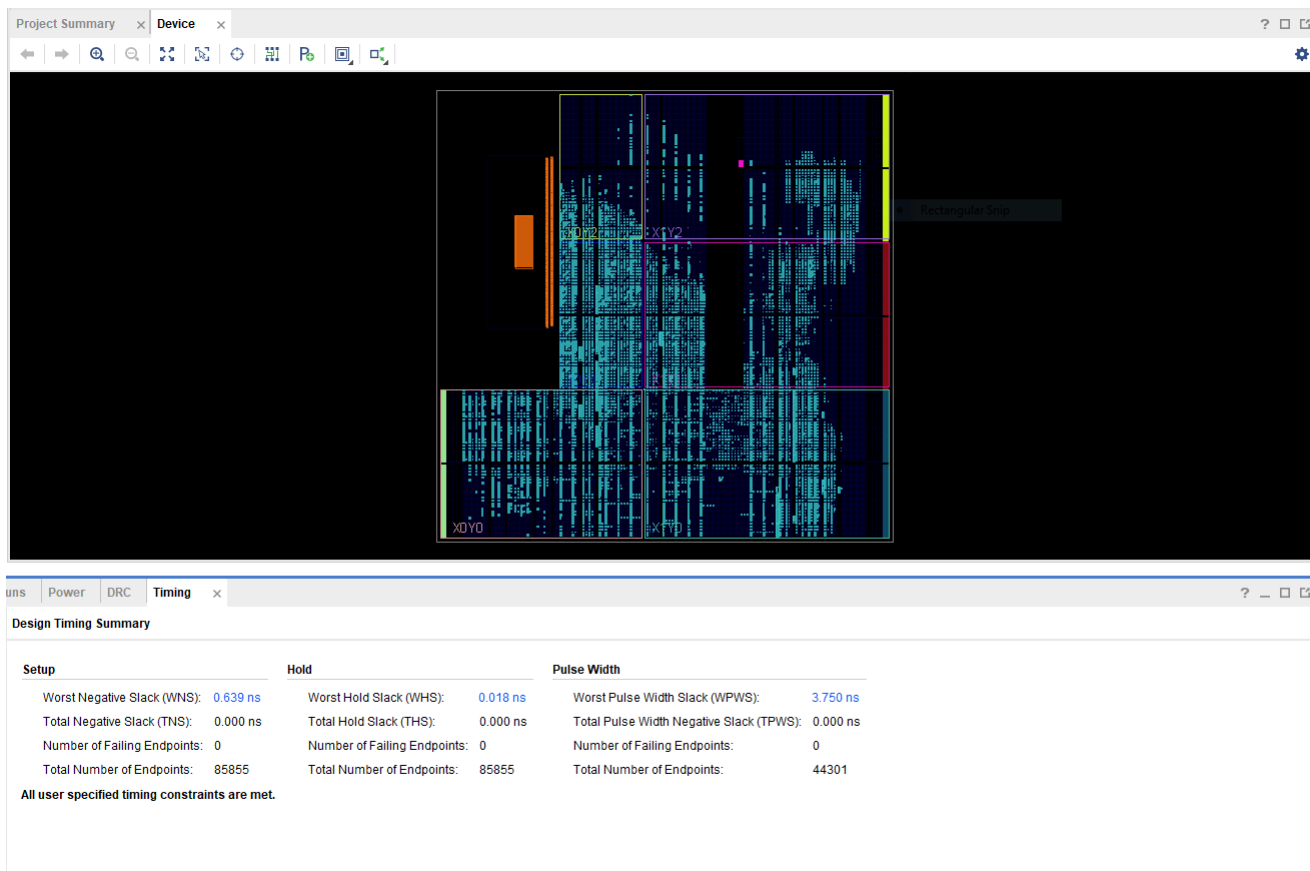 Project Summary × Device ×
Rectangular Snip
X0Y2 X1Y2
X0Y0 X1Y0
uns Power DRC Timing ×
Design Timing Summary
Setup Hold Pulse Width
Worst Negative Slack (WNS): 0.639 ns Worst Hold Slack (WHS): 0.018 ns Worst Pulse Width Slack (WPWS): 3.750 ns
Total Negative Slack (TNS): 0.000 ns Total Hold Slack (THS): 0.000 ns Total Pulse Width Negative Slack (TPWS): 0.000 ns
Number of Failing Endpoints: 0 Number of Failing Endpoints: 0 Number of Failing Endpoints: 0
Total Number of Endpoints: 85855 Total Number of Endpoints: 85855 Total Number of Endpoints: 44301
All user specified timing constraints are met.